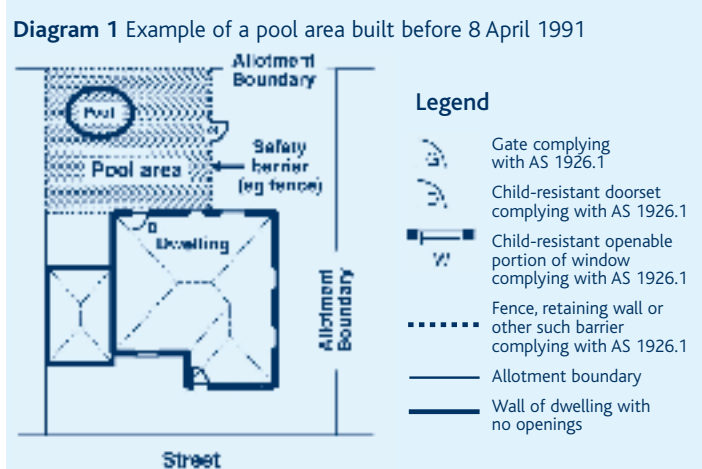 Diagram 1 Example of a pool area built before 8 April 1991
Allotment
Boundary
Pool
G
Safety
barrier
(eg fence)
Pool area
D
Dwelling
Allotment
Boundary
Street
Legend
G
Gate complying
with AS 1926.1
Child-resistant doorset
complying with AS 1926.1
W
Child-resistant openable
portion of window
complying with AS 1926.1
Fence, retaining wall or
other such barrier
complying with AS 1926.1
Allotment boundary
Wall of dwelling with
no openings